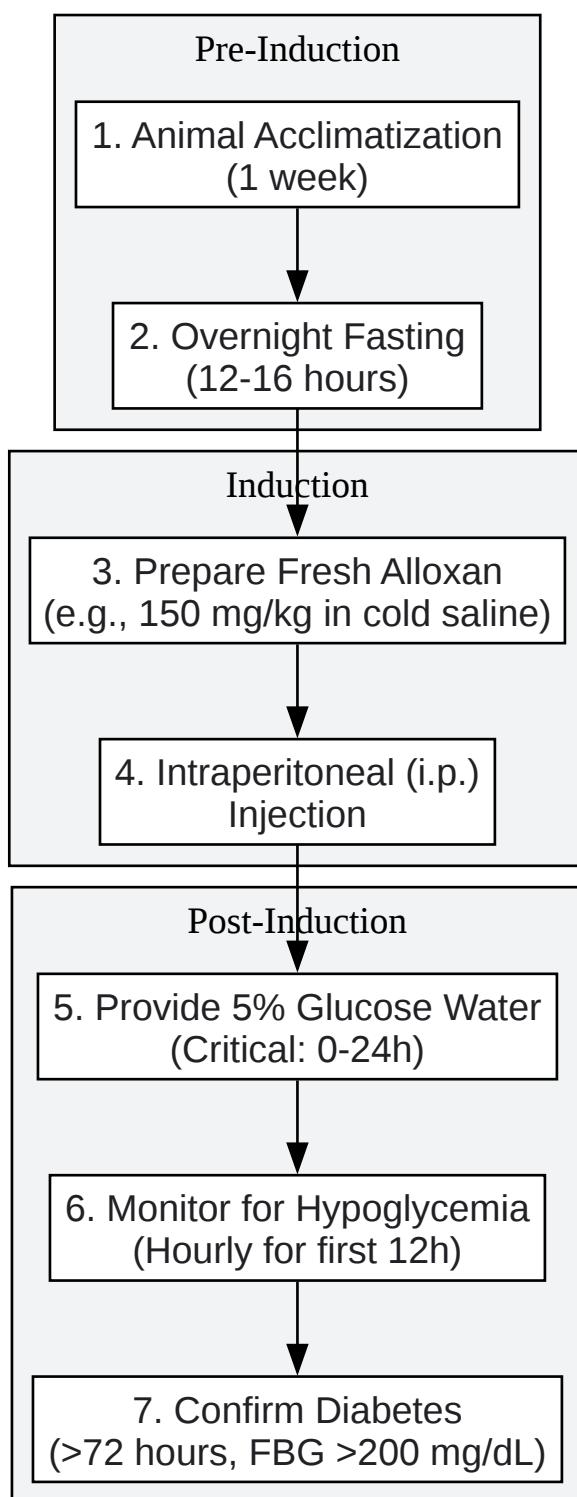 Pre-Induction
1. Animal Acclimatization
(1 week)
2. Overnight Fasting
(12-16 hours)
Induction
3. Prepare Fresh Alloxan
(e.g., 150 mg/kg in cold saline)
4. Intraperitoneal (i.p.)
Injection
Post-Induction
5. Provide 5% Glucose Water
(Critical: 0-24h)
6. Monitor for Hypoglycemia
(Hourly for first 12h)
7. Confirm Diabetes
(>72 hours, FBG >200 mg/dL)